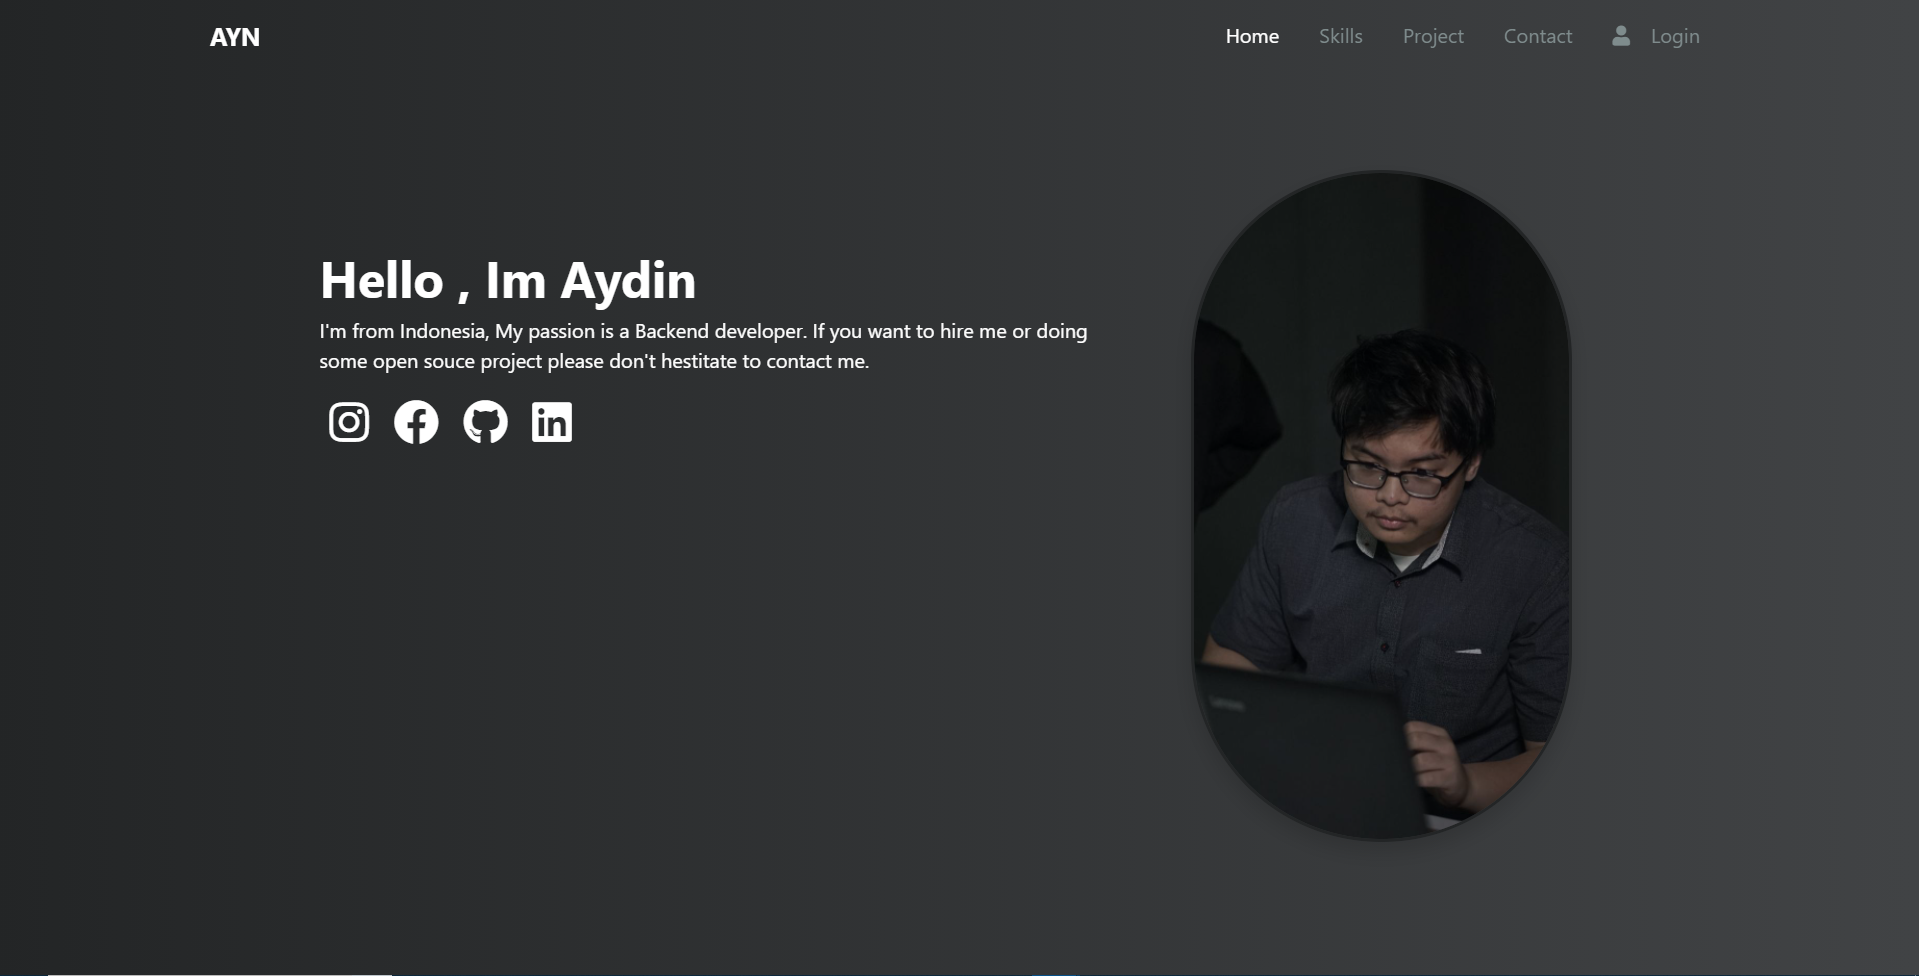 AYN
Home Skills Project Contact Login
Hello , Im Aydin
I'm from Indonesia, My passion is a Backend developer. If you want to hire me or doing
some open souce project please don't hestitate to contact me.
Lenovo